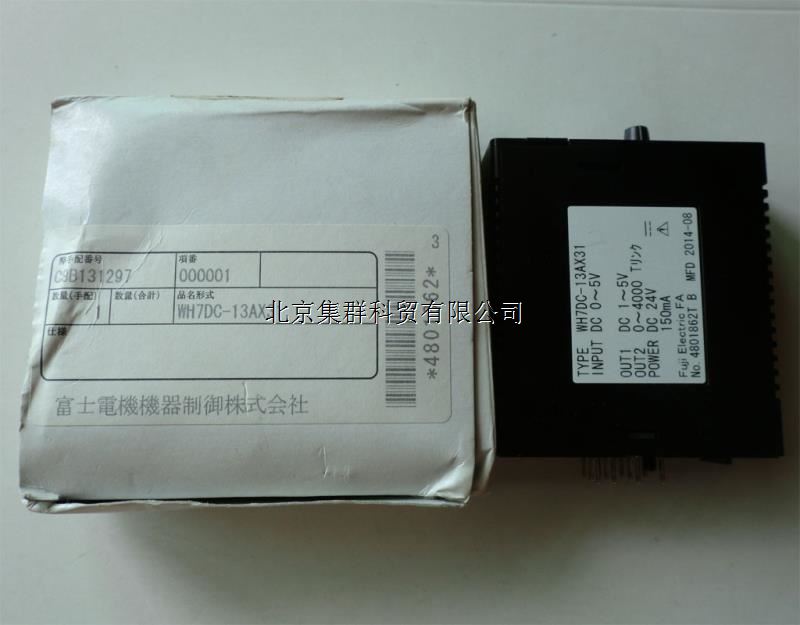 原手配番号
項番
C9B131297
000001
数量(手配)
数量(合計)
品名形式
1
WH7DC-13AX
仕様
富士電機機器制御株式会社
3
62*
*480
北京集群科贸有限公司
TYPE WH7DC-13AX31
INPUT DC 0～5V
OUT1 DC 1～5V
OUT2 0～4000 Tリンク
POWER DC 24V
150mA
Fuji Electric FA
No. 4801862T B MFD 2014-08